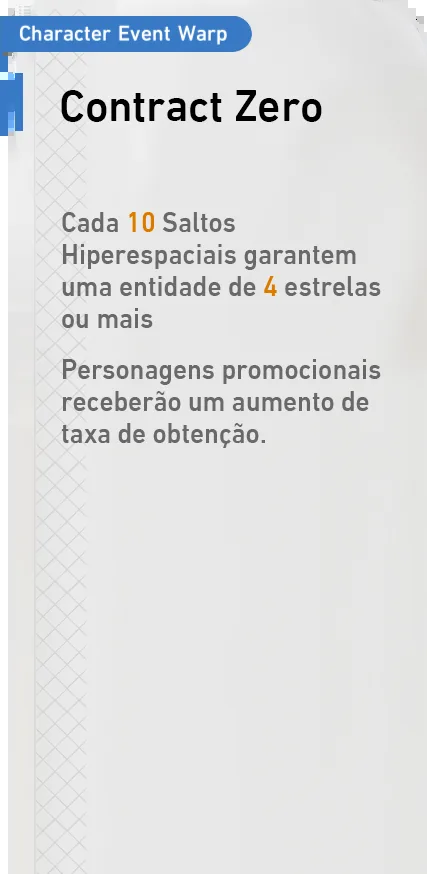 Character Event Warp
Contract Zero
Cada 10 Saltos
Hiperespaciais garantem
uma entidade de 4 estrelas
ou mais
Personagens promocionais
receberão um aumento de
taxa de obtenção.